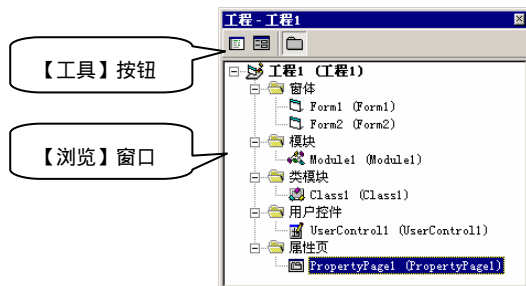 工程 - 工程1
【工具】按钮
工程1 (工程1)
窗体
Form1 (Form1)
Form2 (Form2)
模块
【浏览】窗口
Module1 (Module1)
类模块
Class1 (Class1)
用户控件
UserControl1 (UserControl1)
属性页
PropertyPage1 (PropertyPage1)